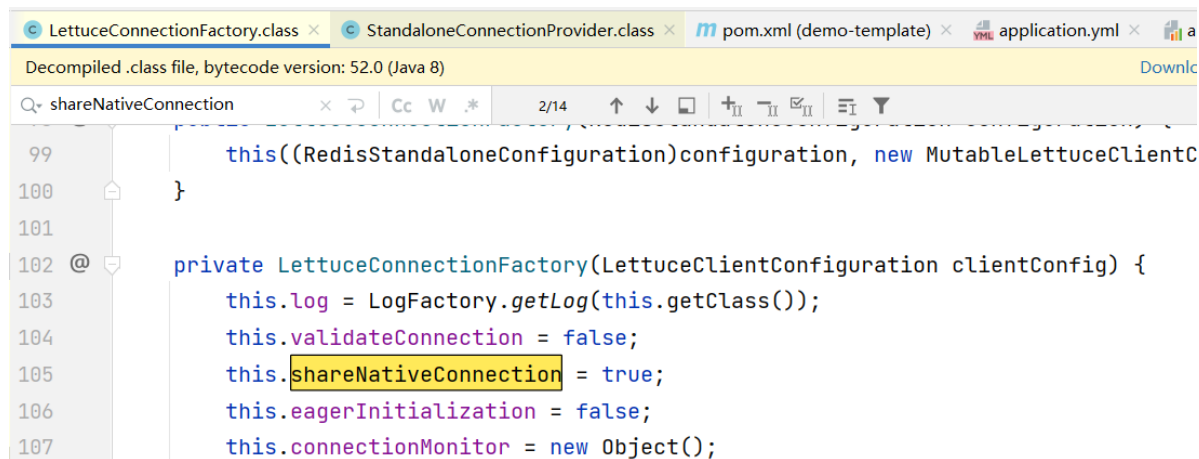 LettuceConnectionFactory.class × StandaloneConnectionProvider.class × pom.xml (demo-template) × application.yml ×
Decompiled .class file, bytecode version: 52.0 (Java 8)
shareNativeConnection × Cc W .* 2/14
99 this((RedisStandaloneConfiguration)configuration, new MutableLettuceClientC
100 }
101
102 @ private LettuceConnectionFactory(LettuceClientConfiguration clientConfig) {
103 this.log = LogFactory.getLog(this.getClass());
104 this.validateConnection = false;
105 this.shareNativeConnection = true;
106 this.eagerInitialization = false;
107 this.connectionMonitor = new Object();